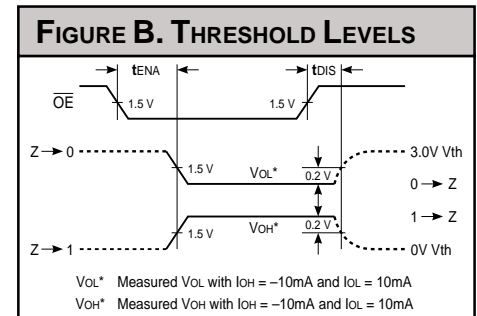 FIGURE B. THRESHOLD LEVELS
tENA tDIS
OE 1.5 V 1.5 V
Z 0 1.5 V VOL* 0.2 V 3.0V Vth
0 Z
1 Z
Z 1 1.5 V VOH* 0.2 V 0V Vth
VOL* Measured VOL with IOH = –10mA and IOL = 10mA
VOH* Measured VOH with IOH = –10mA and IOL = 10mA